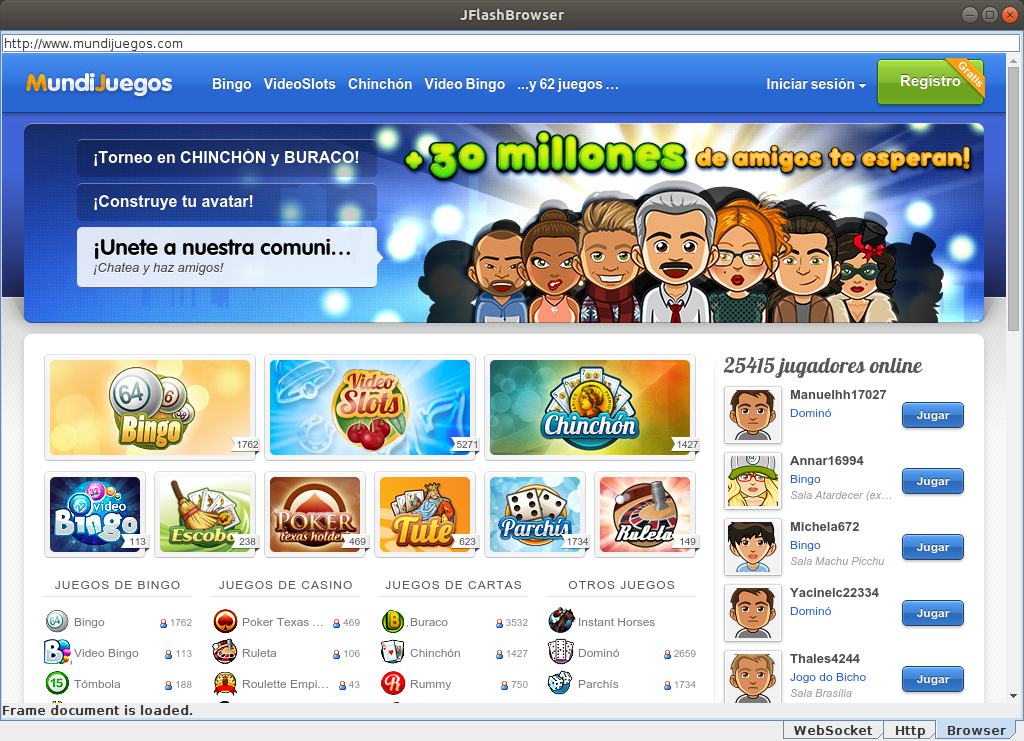 JFlashBrowser
http://www.mundijuegos.com
MundiJuegos
Bingo VideoSlots Chinchón Video Bingo ...y 62 juegos ...
Iniciar sesión
Registro
Gratis
¡Torneo en CHINCHÓN y BURACO!
¡Construye tu avatar!
¡Unete a nuestra comuni...
¡Chatea y haz amigos!
+30 millones de amigos te esperan!
64 6
Bingo
1762
Video Slots
5271
Chinchón
1427
32
Video Bingo
113
Escoba
238
POKER
texas holdem
469
Tute
623
Parchís
1734
Ruleta
149
JUEGOS DE BINGO
64 Bingo 1762
B Video Bingo 113
15 Tómbola 188
JUEGOS DE CASINO
Poker Texas ... 469
Ruleta 106
Roulette Empi... 43
JUEGOS DE CARTAS
B Buraco 3532
Chinchón 1427
R Rummy 750
OTROS JUEGOS
Instant Horses
Dominó 2659
Parchís 1734
25415 jugadores online
Manuelhh17027
Dominó
Jugar
Annar16994
Bingo
Sala Atardecer (ex...
Jugar
Michela672
Bingo
Sala Machu Picchu
Jugar
Yacinelc22334
Dominó
Jugar
Thales4244
Jogo do Bicho
Sala Brasilia
Jugar
Frame document is loaded.
WebSocket Http Browser